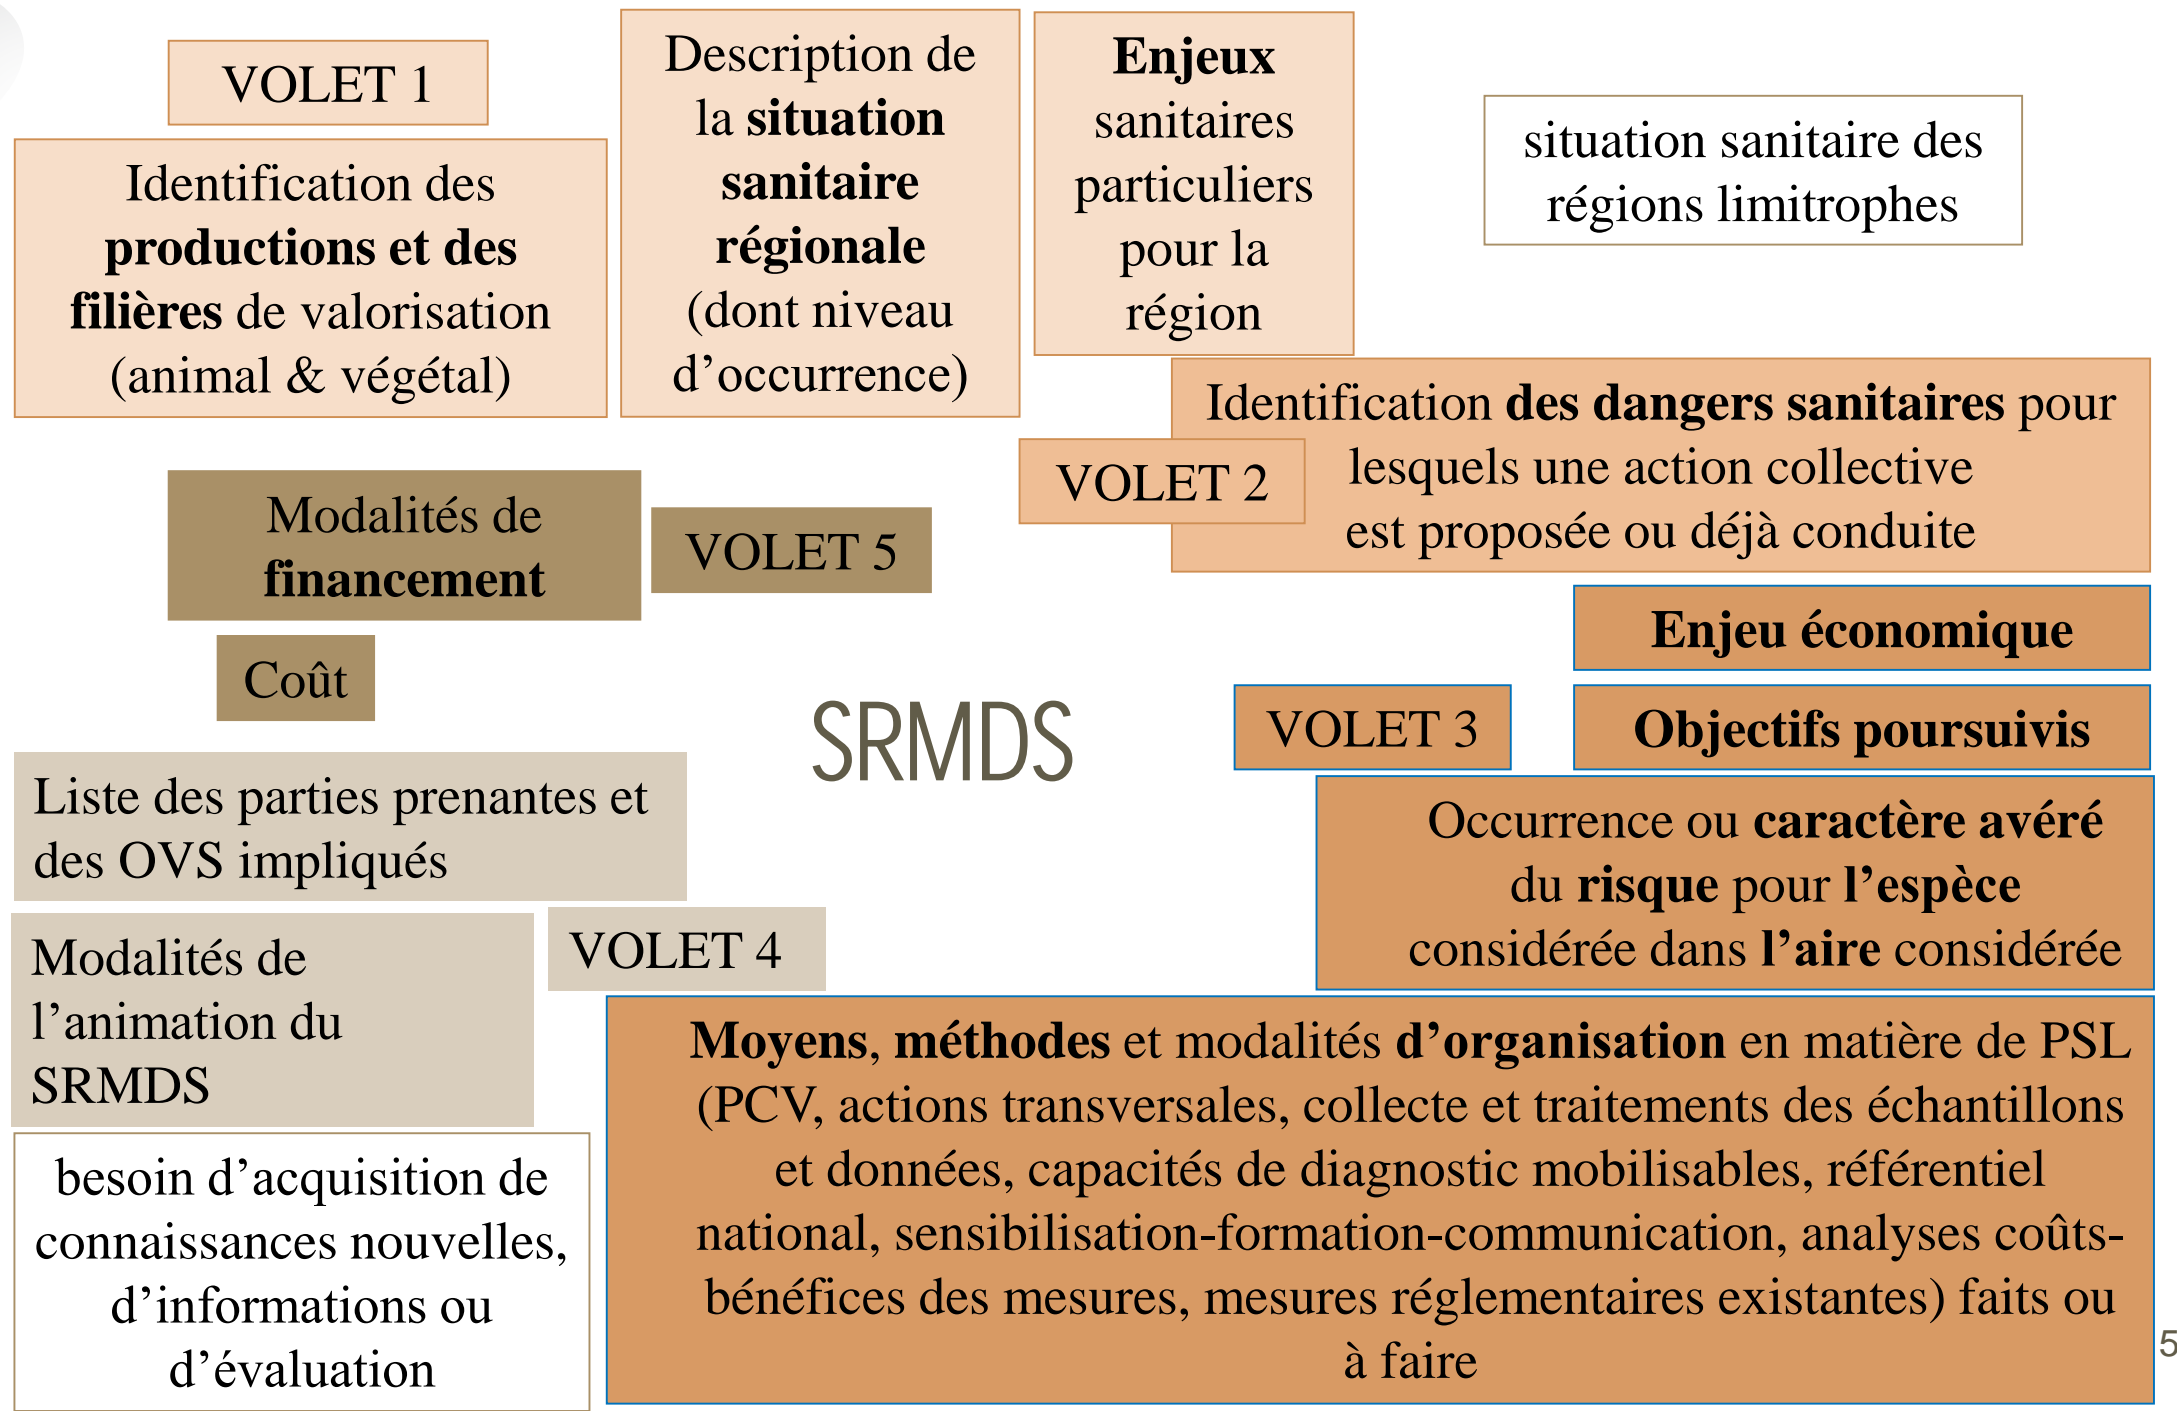 VOLET 1
Identification des
productions et des
filières de valorisation
(animal & végétal)
Description de
la situation
sanitaire
régionale
(dont niveau
d’occurrence)
Enjeux
sanitaires
particuliers
pour la
région
situation sanitaire des
régions limitrophes
VOLET 2
Identification des dangers sanitaires pour
lesquels une action collective
est proposée ou déjà conduite
Modalités de
financement
VOLET 5
Coût
SRMDS
VOLET 3
Enjeu économique
Objectifs poursuivis
Occurrence ou caractère avéré
du risque pour l’espèce
considérée dans l’aire considérée
Liste des parties prenantes et
des OVS impliqués
VOLET 4
Modalités de
l’animation du
SRMDS
Moyens, méthodes et modalités d’organisation en matière de PSL
(PCV, actions transversales, collecte et traitements des échantillons
et données, capacités de diagnostic mobilisables, référentiel
national, sensibilisation-formation-communication, analyses coûts-
bénéfices des mesures, mesures réglementaires existantes) faits ou
à faire
besoin d’acquisition de
connaissances nouvelles,
d’informations ou
d’évaluation
5